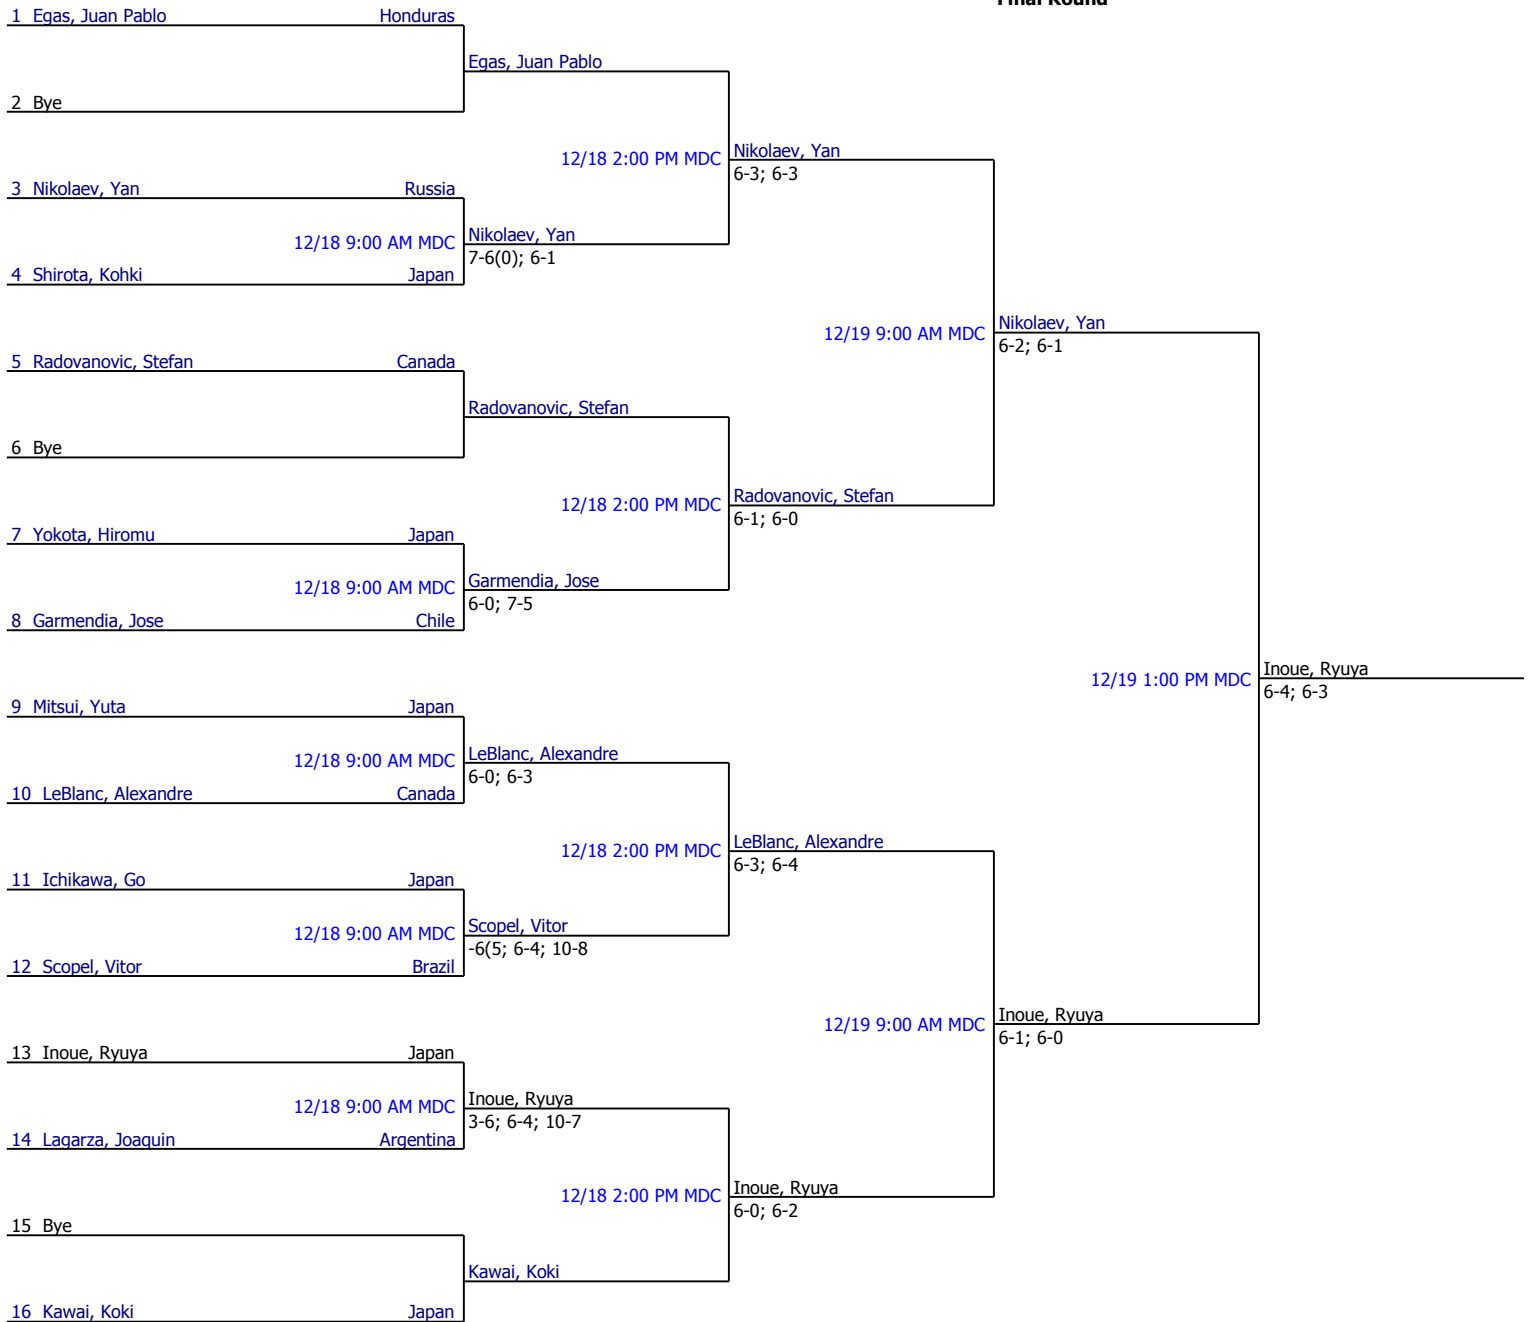 Final Round
1 Egas, Juan Pablo Honduras
Egas, Juan Pablo
2 Bye
12/18 2:00 PM MDC Nikolaev, Yan
6-3; 6-3
3 Nikolaev, Yan Russia
12/18 9:00 AM MDC Nikolaev, Yan
7-6(0); 6-1
4 Shirota, Kohki Japan
12/19 9:00 AM MDC Nikolaev, Yan
6-2; 6-1
5 Radovanovic, Stefan Canada
Radovanovic, Stefan
6 Bye
12/18 2:00 PM MDC Radovanovic, Stefan
6-1; 6-0
7 Yokota, Hiromu Japan
12/18 9:00 AM MDC Garmendia, Jose
6-0; 7-5
8 Garmendia, Jose Chile
12/19 1:00 PM MDC Inoue, Ryuya
6-4; 6-3
9 Mitsui, Yuta Japan
12/18 9:00 AM MDC LeBlanc, Alexandre
6-0; 6-3
10 LeBlanc, Alexandre Canada
12/18 2:00 PM MDC LeBlanc, Alexandre
6-3; 6-4
11 Ichikawa, Go Japan
12/18 9:00 AM MDC Scopel, Vitor
-6(5; 6-4; 10-8
12 Scopel, Vitor Brazil
12/19 9:00 AM MDC Inoue, Ryuya
6-1; 6-0
13 Inoue, Ryuya Japan
12/18 9:00 AM MDC Inoue, Ryuya
3-6; 6-4; 10-7
14 Lagarza, Joaquin Argentina
12/18 2:00 PM MDC Inoue, Ryuya
6-0; 6-2
15 Bye
Kawai, Koki
16 Kawai, Koki Japan